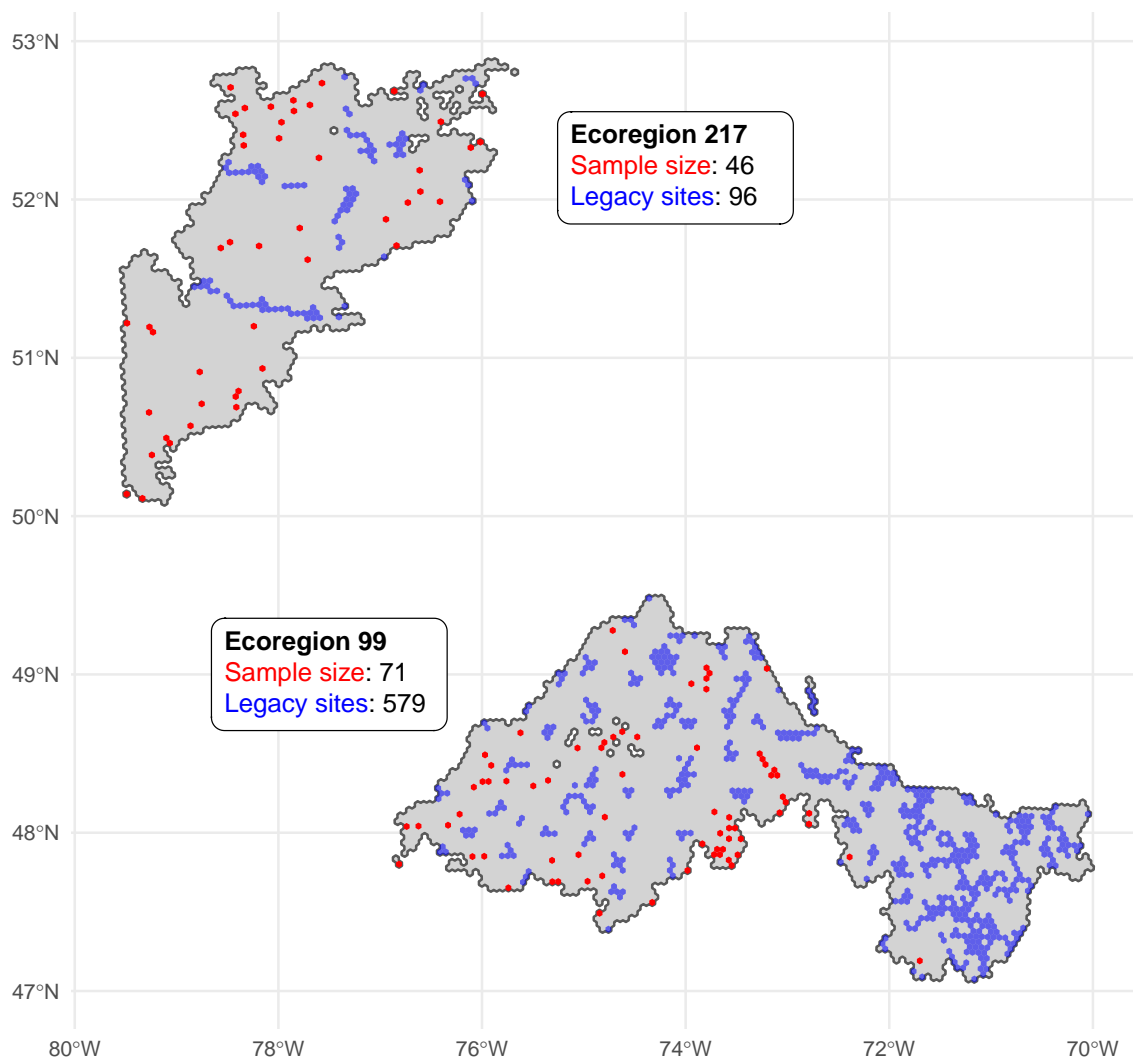 53°N
52°N
51°N
50°N
49°N
48°N
47°N
Ecoregion 217
Sample size: 46
Legacy sites: 96
Ecoregion 99
Sample size: 71
Legacy sites: 579
80°W
78°W
76°W
74°W
72°W
70°W